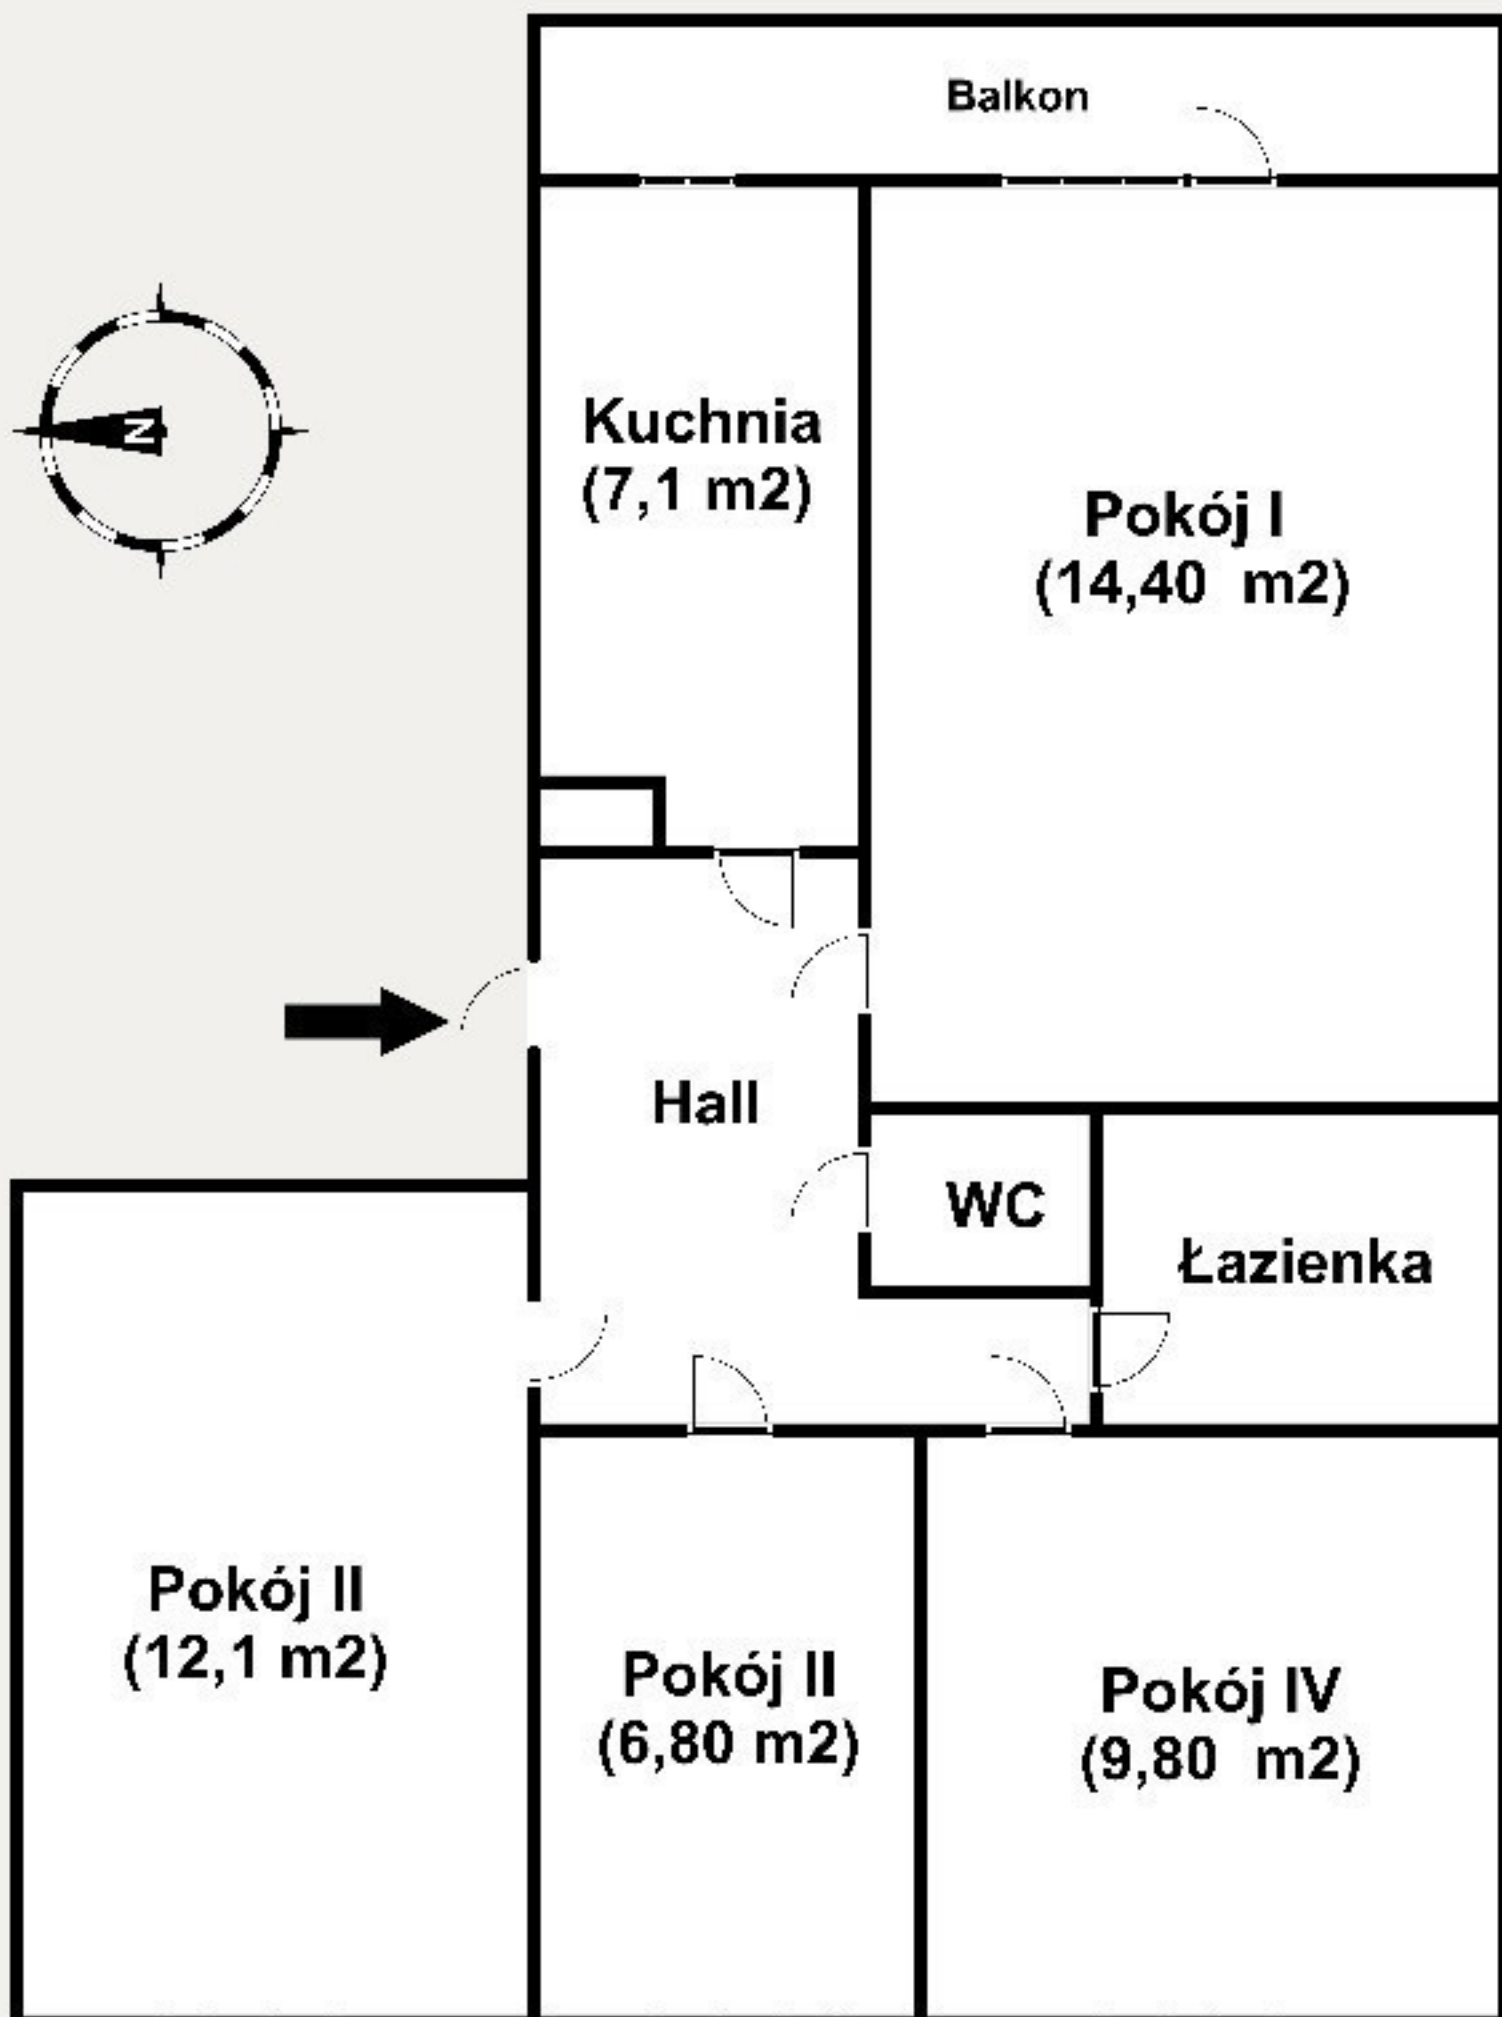 Balkon
Kuchnia
(7,1 m2)
Pokój I
(14,40 m2)
N
Hall
WC
Łazienka
Pokój II
(12,1 m2)
Pokój II
(6,80 m2)
Pokój IV
(9,80 m2)